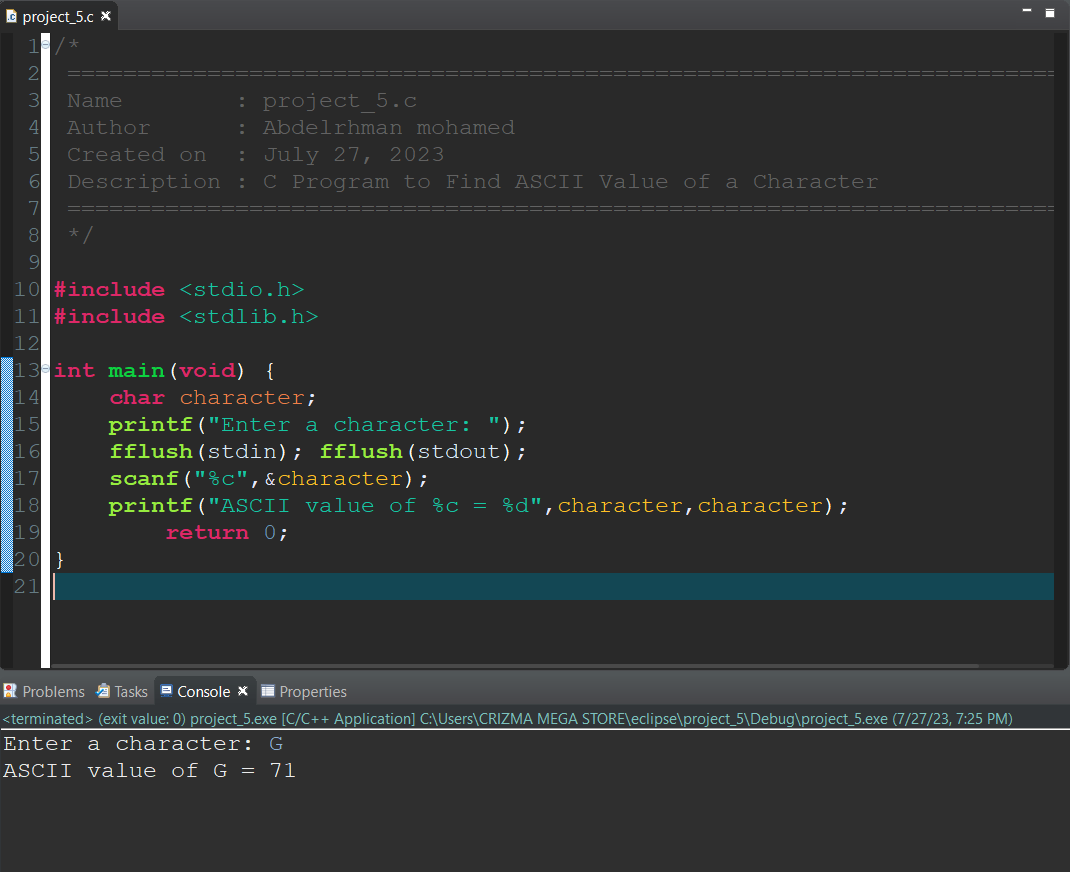 project_5.c
1 /*
2 ======================================================================
3 Name        : project_5.c
4 Author      : Abdelrhman mohamed
5 Created on  : July 27, 2023
6 Description : C Program to Find ASCII Value of a Character
7 ======================================================================
8 */
9
10 #include <stdio.h>
11 #include <stdlib.h>
12
13 int main(void) {
14     char character;
15     printf("Enter a character: ");
16     fflush(stdin); fflush(stdout);
17     scanf("%c",&character);
18     printf("ASCII value of %c = %d",character,character);
19         return 0;
20 }
21
Problems Tasks Console Properties
<terminated> (exit value: 0) project_5.exe [C/C++ Application] C:\Users\CRIZMA MEGA STORE\eclipse\project_5\Debug\project_5.exe (7/27/23, 7:25 PM)
Enter a character: G
ASCII value of G = 71